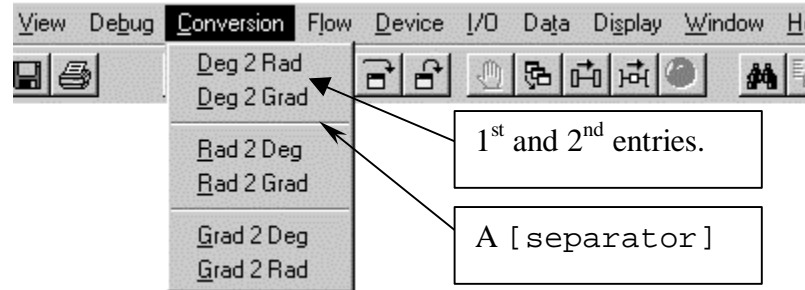 View Debug Conversion Flow Device I/O Data Display Window H
Deg 2 Rad
Deg 2 Grad
Rad 2 Deg
Rad 2 Grad
Grad 2 Deg
Grad 2 Rad
1st and 2nd entries.
A [separator]